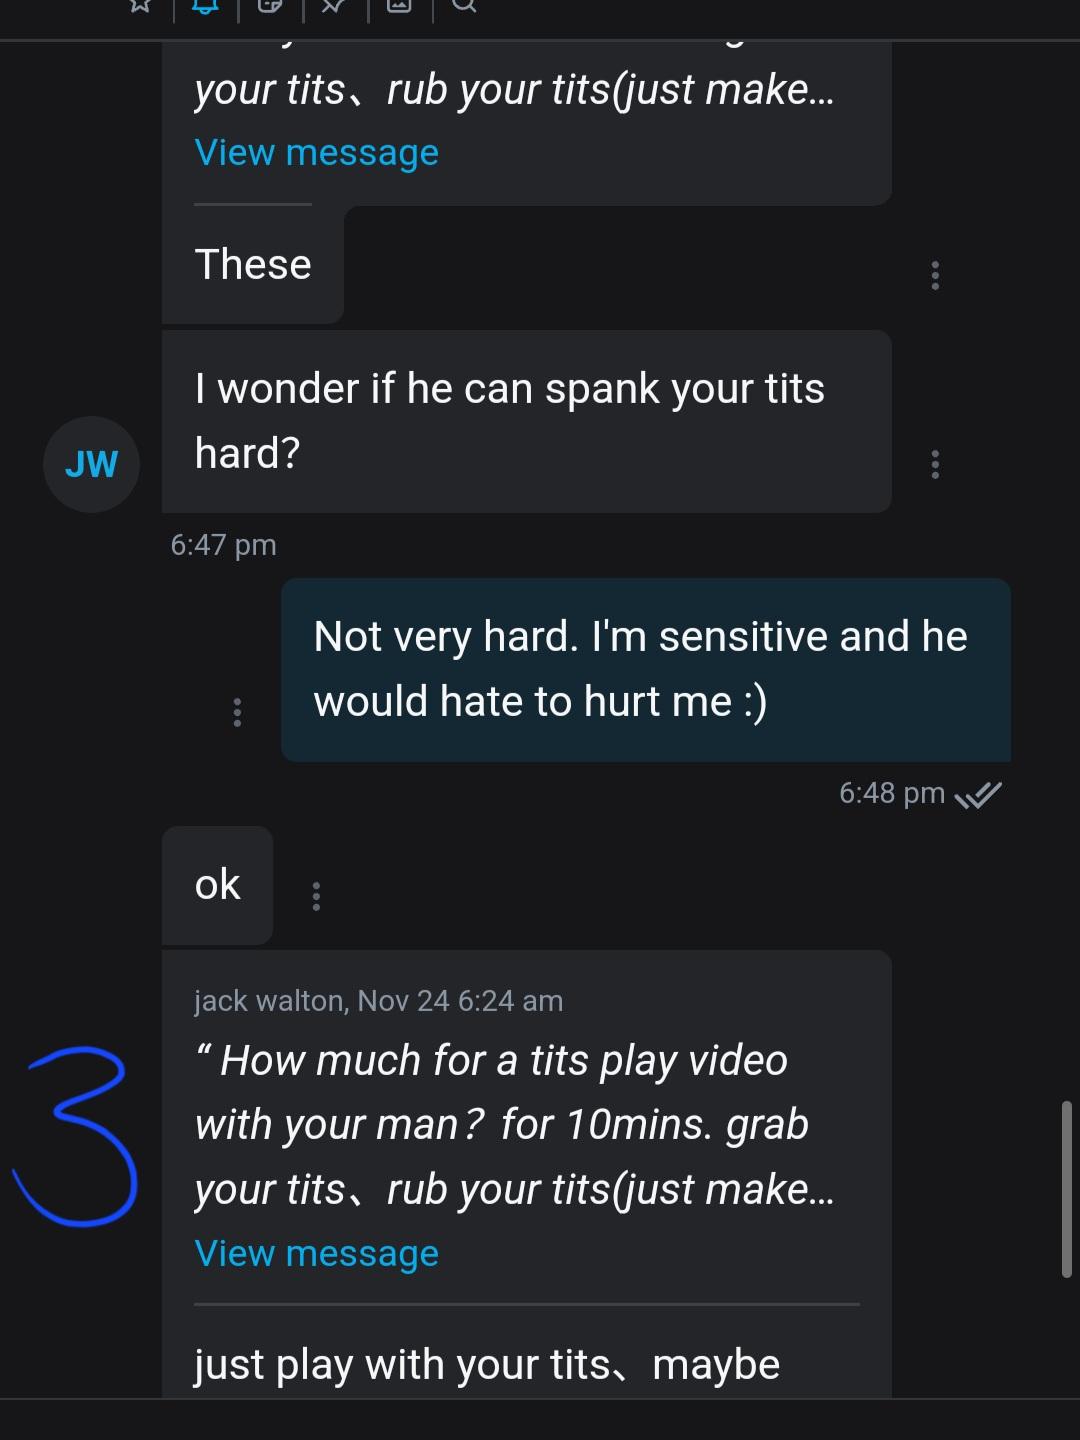 your tits、rub your tits(just make...
View message
These
I wonder if he can spank your tits
hard?
JW
6:47 pm
Not very hard. I'm sensitive and he
would hate to hurt me :)
6:48 pm
ok
jack walton, Nov 24 6:24 am
“ How much for a tits play video
with your man？for 10mins. grab
your tits、rub your tits(just make...
View message
3
just play with your tits、maybe